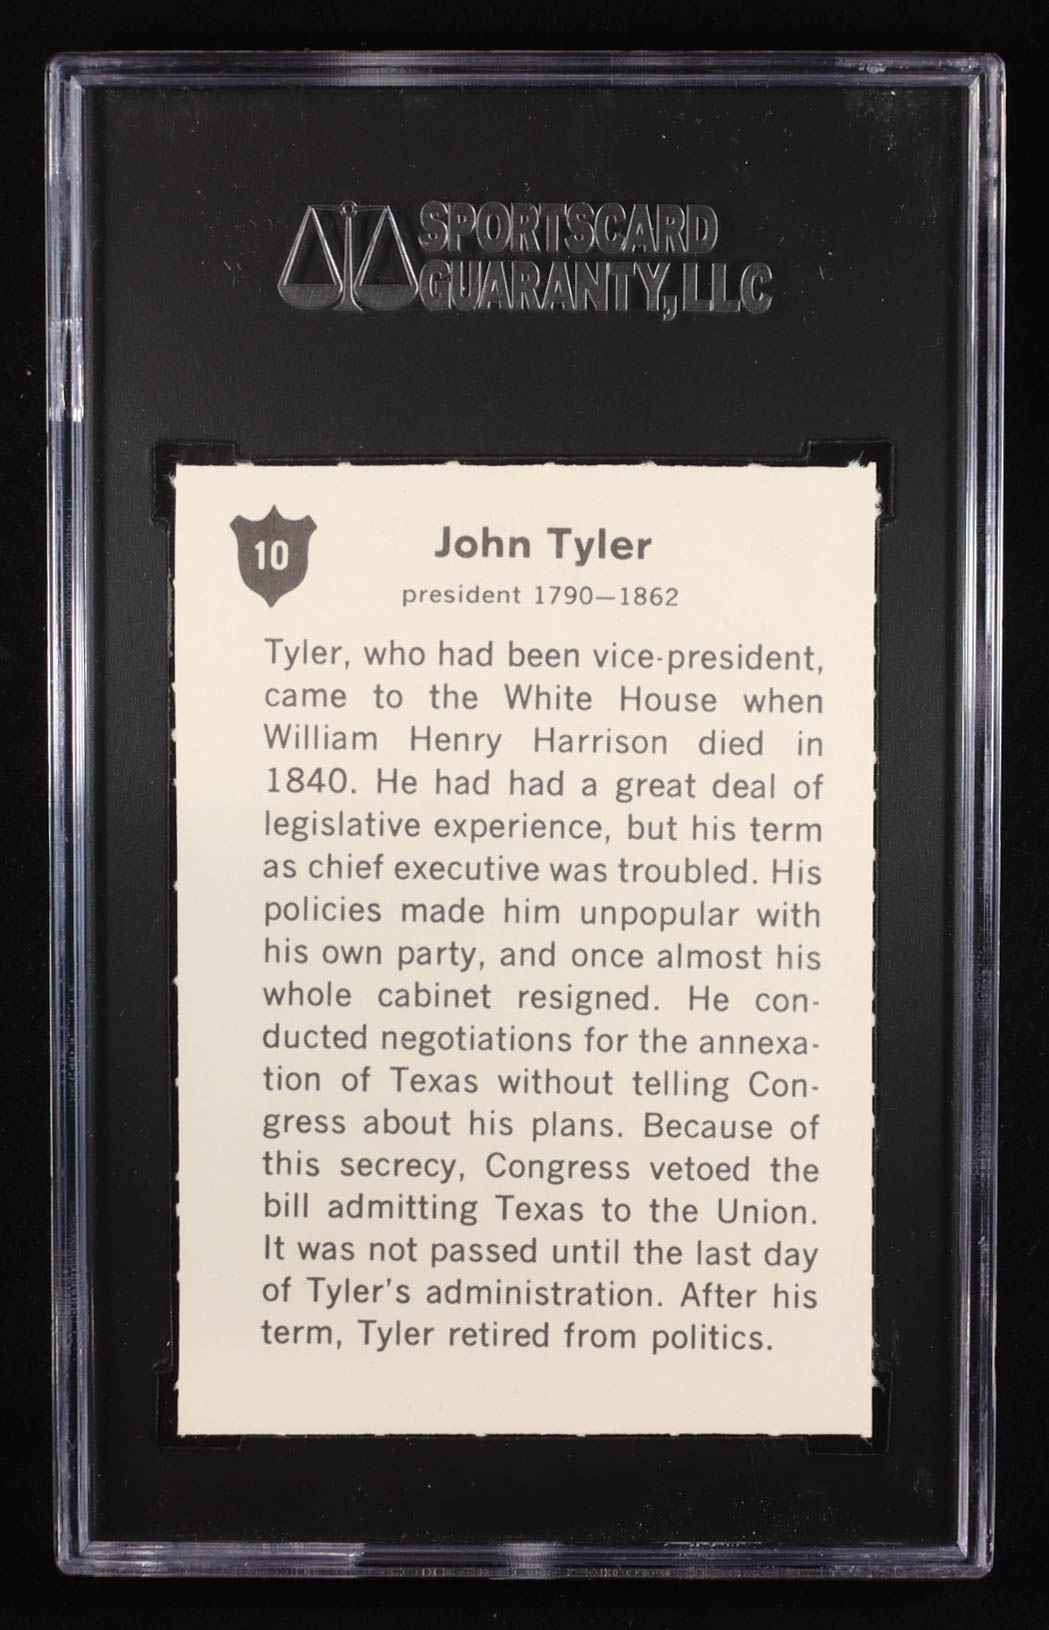 SPORTSCARD
GUARANTY, LLC
10
John Tyler
president 1790—1862
Tyler, who had been vice-president,
came to the White House when
William Henry Harrison died in
1840. He had had a great deal of
legislative experience, but his term
as chief executive was troubled. His
policies made him unpopular with
his own party, and once almost his
whole cabinet resigned. He con-
ducted negotiations for the annexa-
tion of Texas without telling Con-
gress about his plans. Because of
this secrecy, Congress vetoed the
bill admitting Texas to the Union.
It was not passed until the last day
of Tyler's administration. After his
term, Tyler retired from politics.